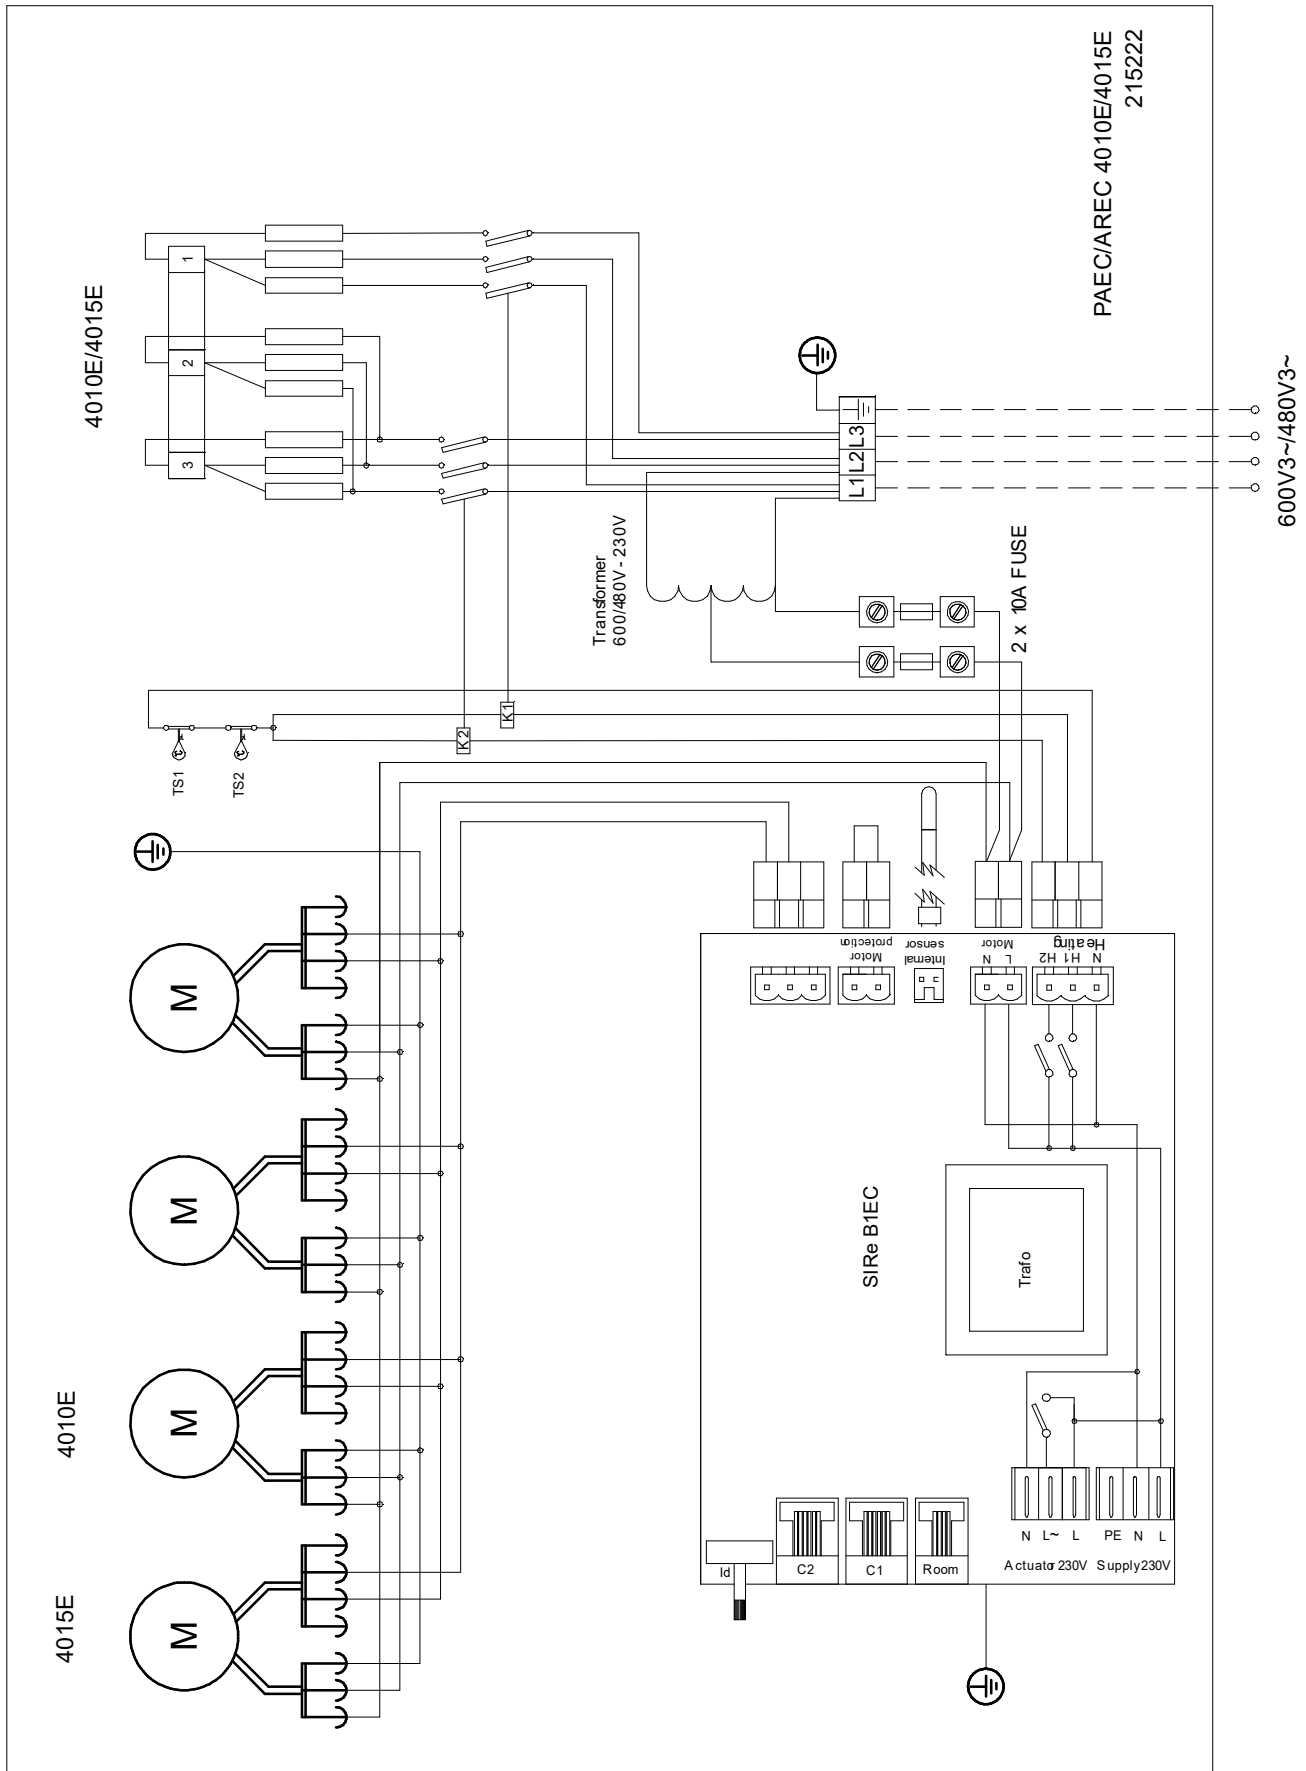 PAEC/AREC 4010E/4015E
215222
600V3~/480V3~
4010E/4015E
1
2
3
L1
L2
L3
Transformer
600/480V - 230V
2 x 10A FUSE
K1
K2
TS1
TS2
M
M
M
M
4010E
4015E
Motor
protection
Internal
sensor
Motor
N
L
Heating
H2
H1
N
SIRe B1EC
Trafo
Id
C2
C1
Room
N
L~
L
PE
N
L
Actuator 230V
Supply230V